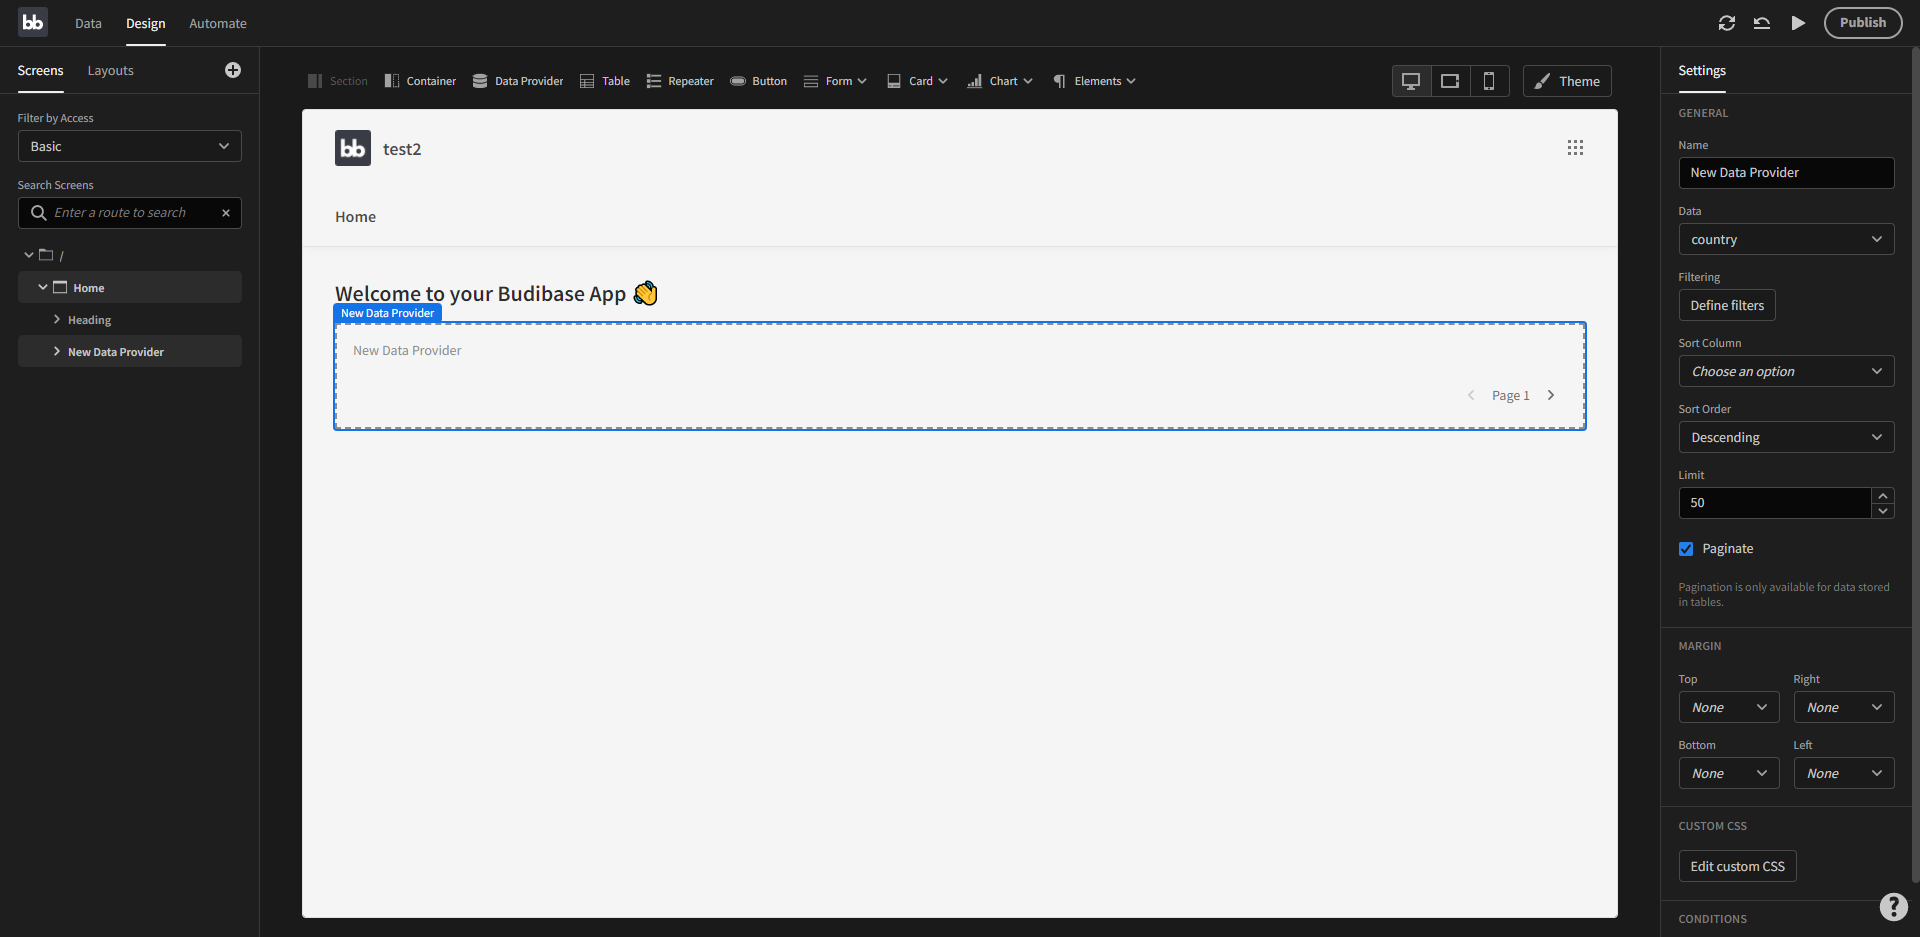 bb Data Design Automate Publish
Screens Layouts
Filter by Access
Basic
Search Screens
Enter a route to search
/
Home
Heading
New Data Provider
Section Container Data Provider Table Repeater Button Form Card Chart Elements Theme
bb test2
Home
Welcome to your Budibase App 👋
New Data Provider
New Data Provider
Page 1
Settings
GENERAL
Name
New Data Provider
Data
country
Filtering
Define filters
Sort Column
Choose an option
Sort Order
Descending
Limit
50
Paginate
Pagination is only available for data stored
in tables.
MARGIN
Top Right
None None
Bottom Left
None None
CUSTOM CSS
Edit custom CSS
CONDITIONS
?